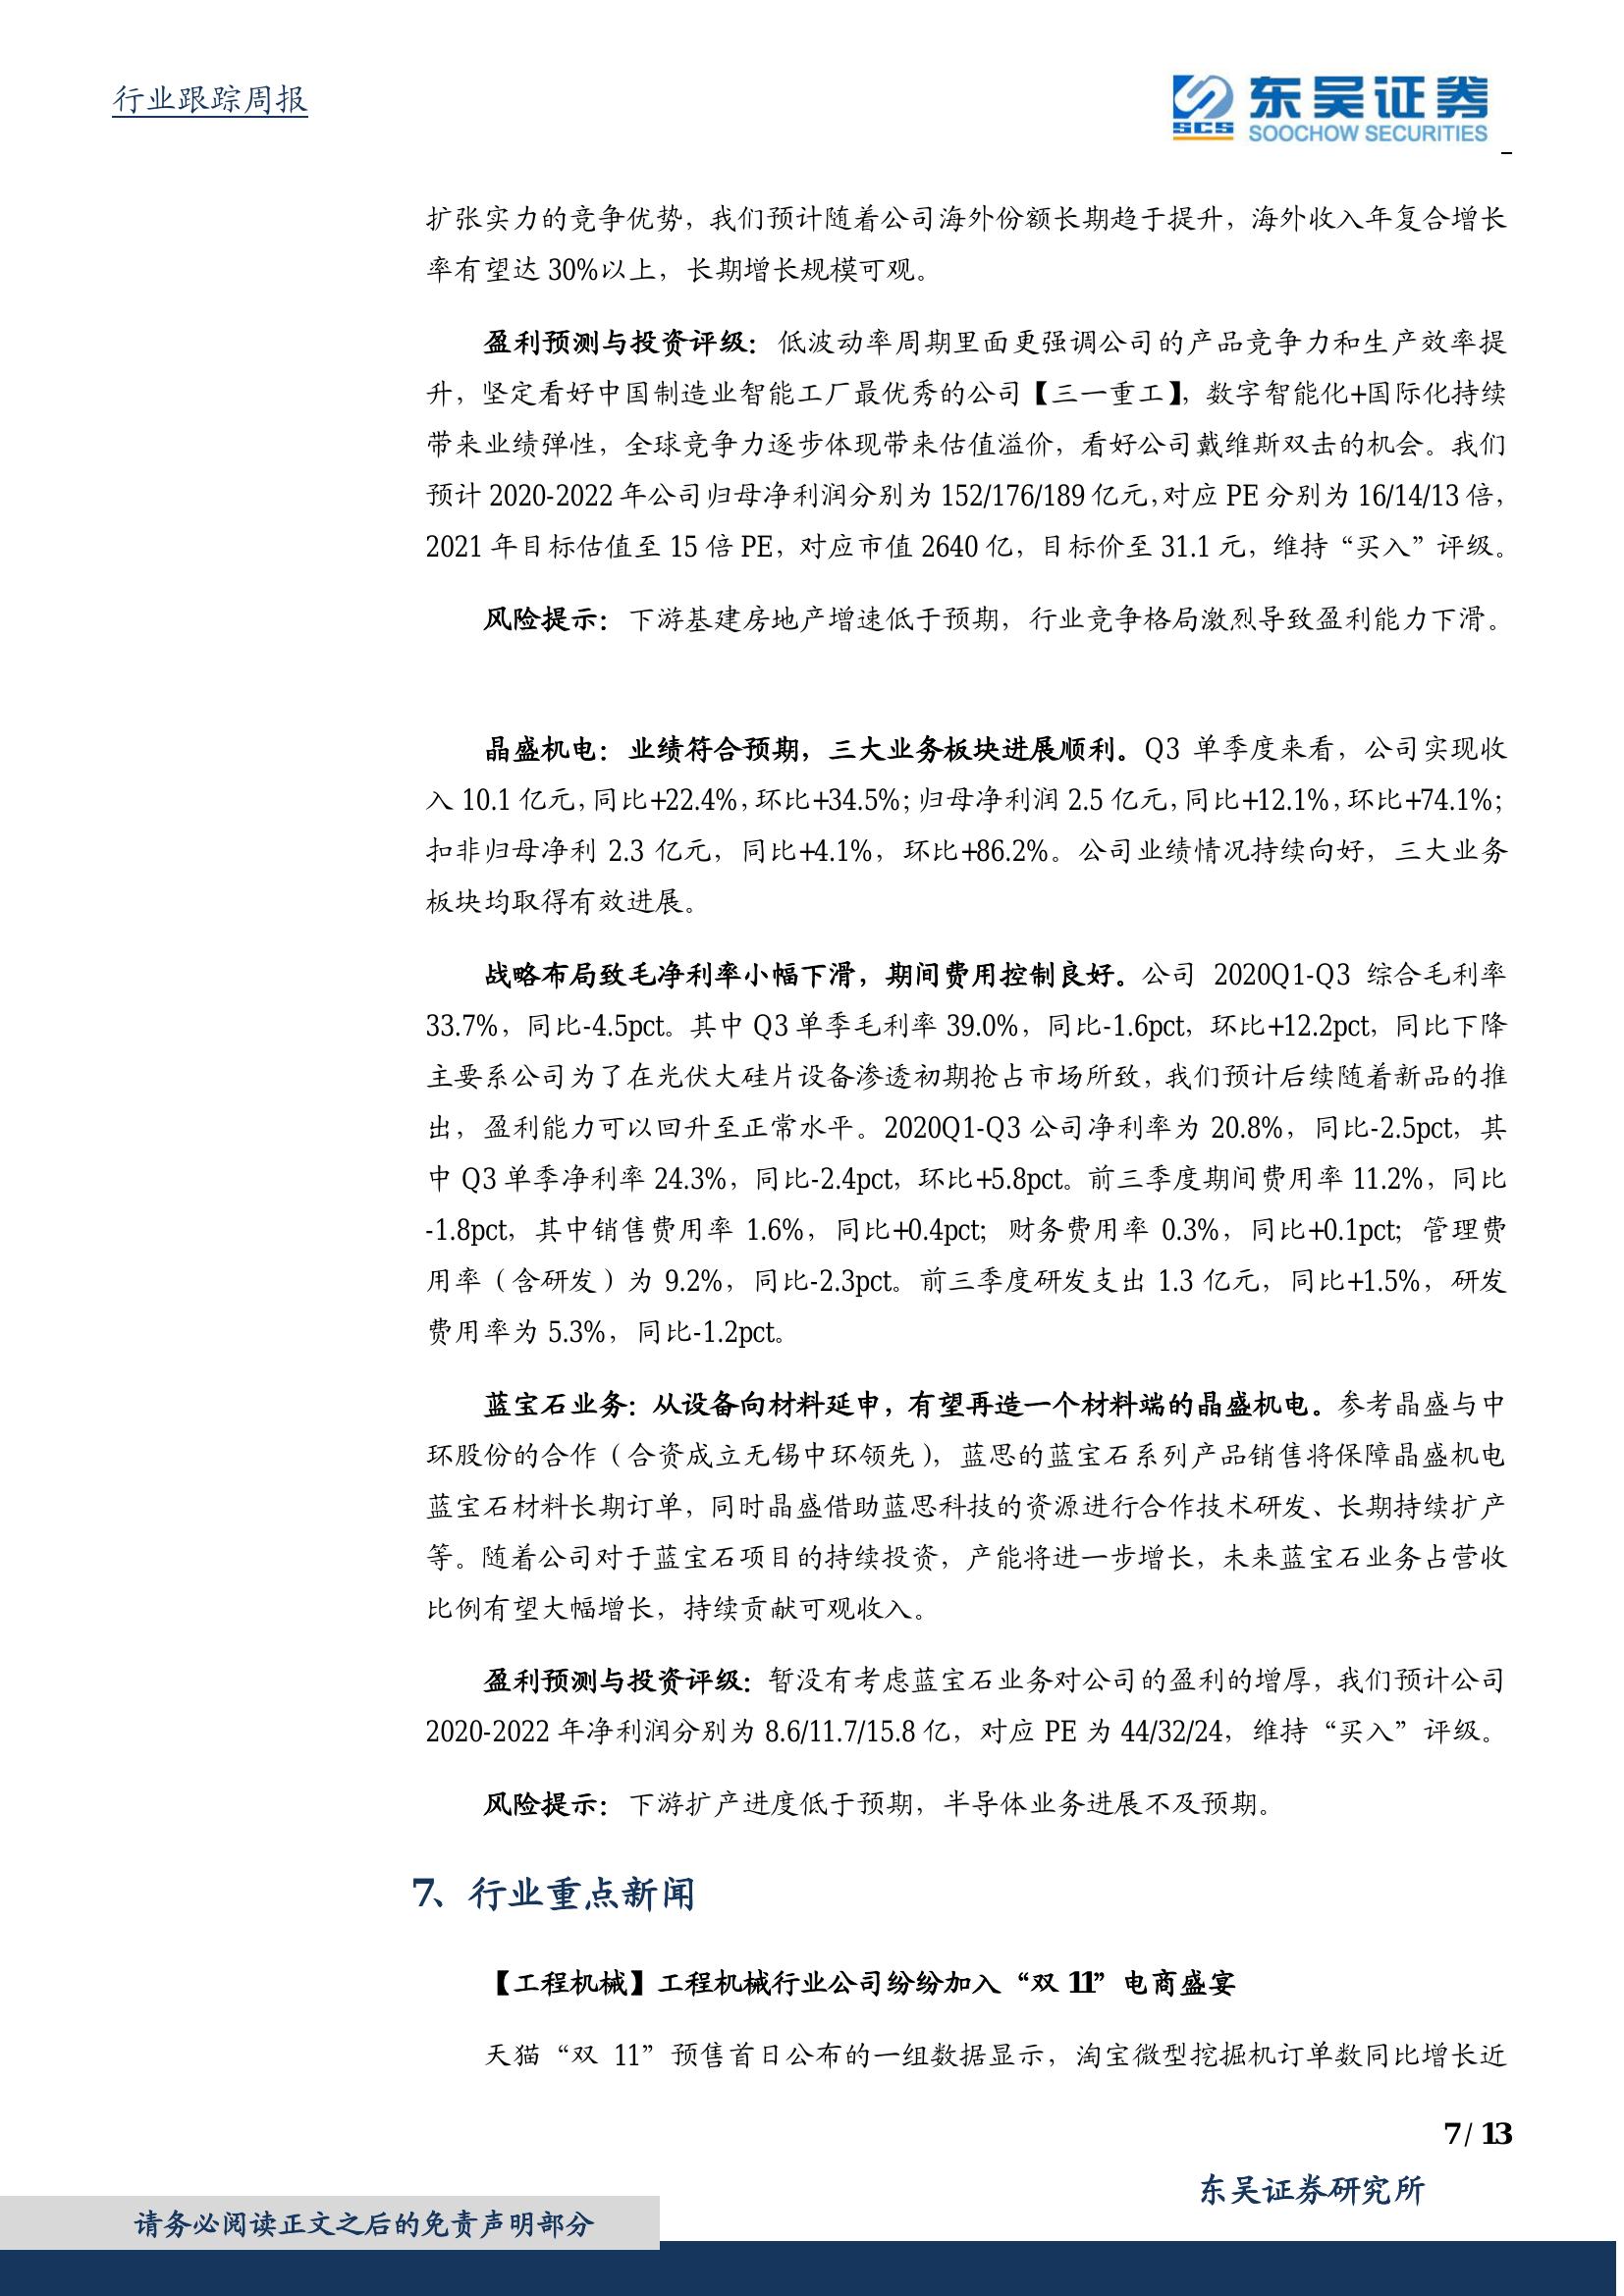 行业跟踪周报
SCS 东吴证券
SOOCHOW SECURITIES
扩张实力的竞争优势，我们预计随着公司海外份额长期趋于提升，海外收入年复合增长
率有望达 30%以上，长期增长规模可观。
盈利预测与投资评级：低波动率周期里面更强调公司的产品竞争力和生产效率提
升，坚定看好中国制造业智能工厂最优秀的公司【三一重工】，数字智能化+国际化持续
带来业绩弹性，全球竞争力逐步体现带来估值溢价，看好公司戴维斯双击的机会。我们
预计 2020-2022 年公司归母净利润分别为 152/176/189 亿元，对应 PE 分别为 16/14/13 倍，
2021 年目标估值至 15 倍 PE，对应市值 2640 亿，目标价至 31.1 元，维持“买入”评级。
风险提示：下游基建房地产增速低于预期，行业竞争格局激烈导致盈利能力下滑。
晶盛机电：业绩符合预期，三大业务板块进展顺利。Q3 单季度来看，公司实现收
入 10.1 亿元，同比+22.4%，环比+34.5%；归母净利润 2.5 亿元，同比+12.1%，环比+74.1%；
扣非归母净利 2.3 亿元，同比+4.1%，环比+86.2%。公司业绩情况持续向好，三大业务
板块均取得有效进展。
战略布局致毛净利率小幅下滑，期间费用控制良好。公司 2020Q1-Q3 综合毛利率
33.7%，同比-4.5pct。其中 Q3 单季毛利率 39.0%，同比-1.6pct，环比+12.2pct，同比下降
主要系公司为了在光伏大硅片设备渗透初期抢占市场所致，我们预计后续随着新品的推
出，盈利能力可以回升至正常水平。2020Q1-Q3 公司净利率为 20.8%，同比-2.5pct，其
中 Q3 单季净利率 24.3%，同比-2.4pct，环比+5.8pct。前三季度期间费用率 11.2%，同比
-1.8pct，其中销售费用率 1.6%，同比+0.4pct；财务费用率 0.3%，同比+0.1pct；管理费
用率（含研发）为 9.2%，同比-2.3pct。前三季度研发支出 1.3 亿元，同比+1.5%，研发
费用率为 5.3%，同比-1.2pct。
蓝宝石业务：从设备向材料延申，有望再造一个材料端的晶盛机电。参考晶盛与中
环股份的合作（合资成立无锡中环领先），蓝思的蓝宝石系列产品销售将保障晶盛机电
蓝宝石材料长期订单，同时晶盛借助蓝思科技的资源进行合作技术研发、长期持续扩产
等。随着公司对于蓝宝石项目的持续投资，产能将进一步增长，未来蓝宝石业务占营收
比例有望大幅增长，持续贡献可观收入。
盈利预测与投资评级：暂没有考虑蓝宝石业务对公司的盈利的增厚，我们预计公司
2020-2022 年净利润分别为 8.6/11.7/15.8 亿，对应 PE 为 44/32/24，维持“买入”评级。
风险提示：下游扩产进度低于预期，半导体业务进展不及预期。
7、行业重点新闻
【工程机械】工程机械行业公司纷纷加入“双 11”电商盛宴
天猫“双 11”预售首日公布的一组数据显示，淘宝微型挖掘机订单数同比增长近
7 / 13
东吴证券研究所
请务必阅读正文之后的免责声明部分